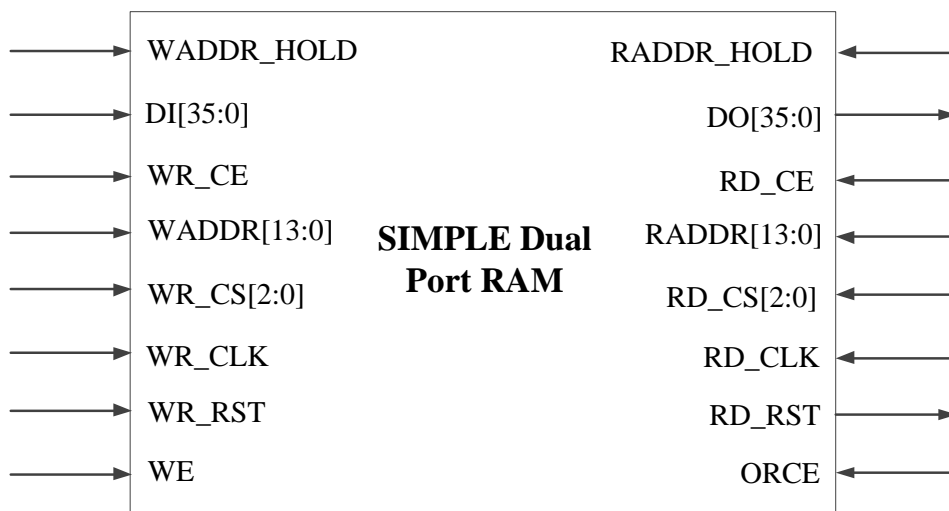 WADDR_HOLD
DI[35:0]
WR_CE
WADDR[13:0]
WR_CS[2:0]
WR_CLK
WR_RST
WE
SIMPLE Dual
Port RAM
RADDR_HOLD
DO[35:0]
RD_CE
RADDR[13:0]
RD_CS[2:0]
RD_CLK
RD_RST
ORCE